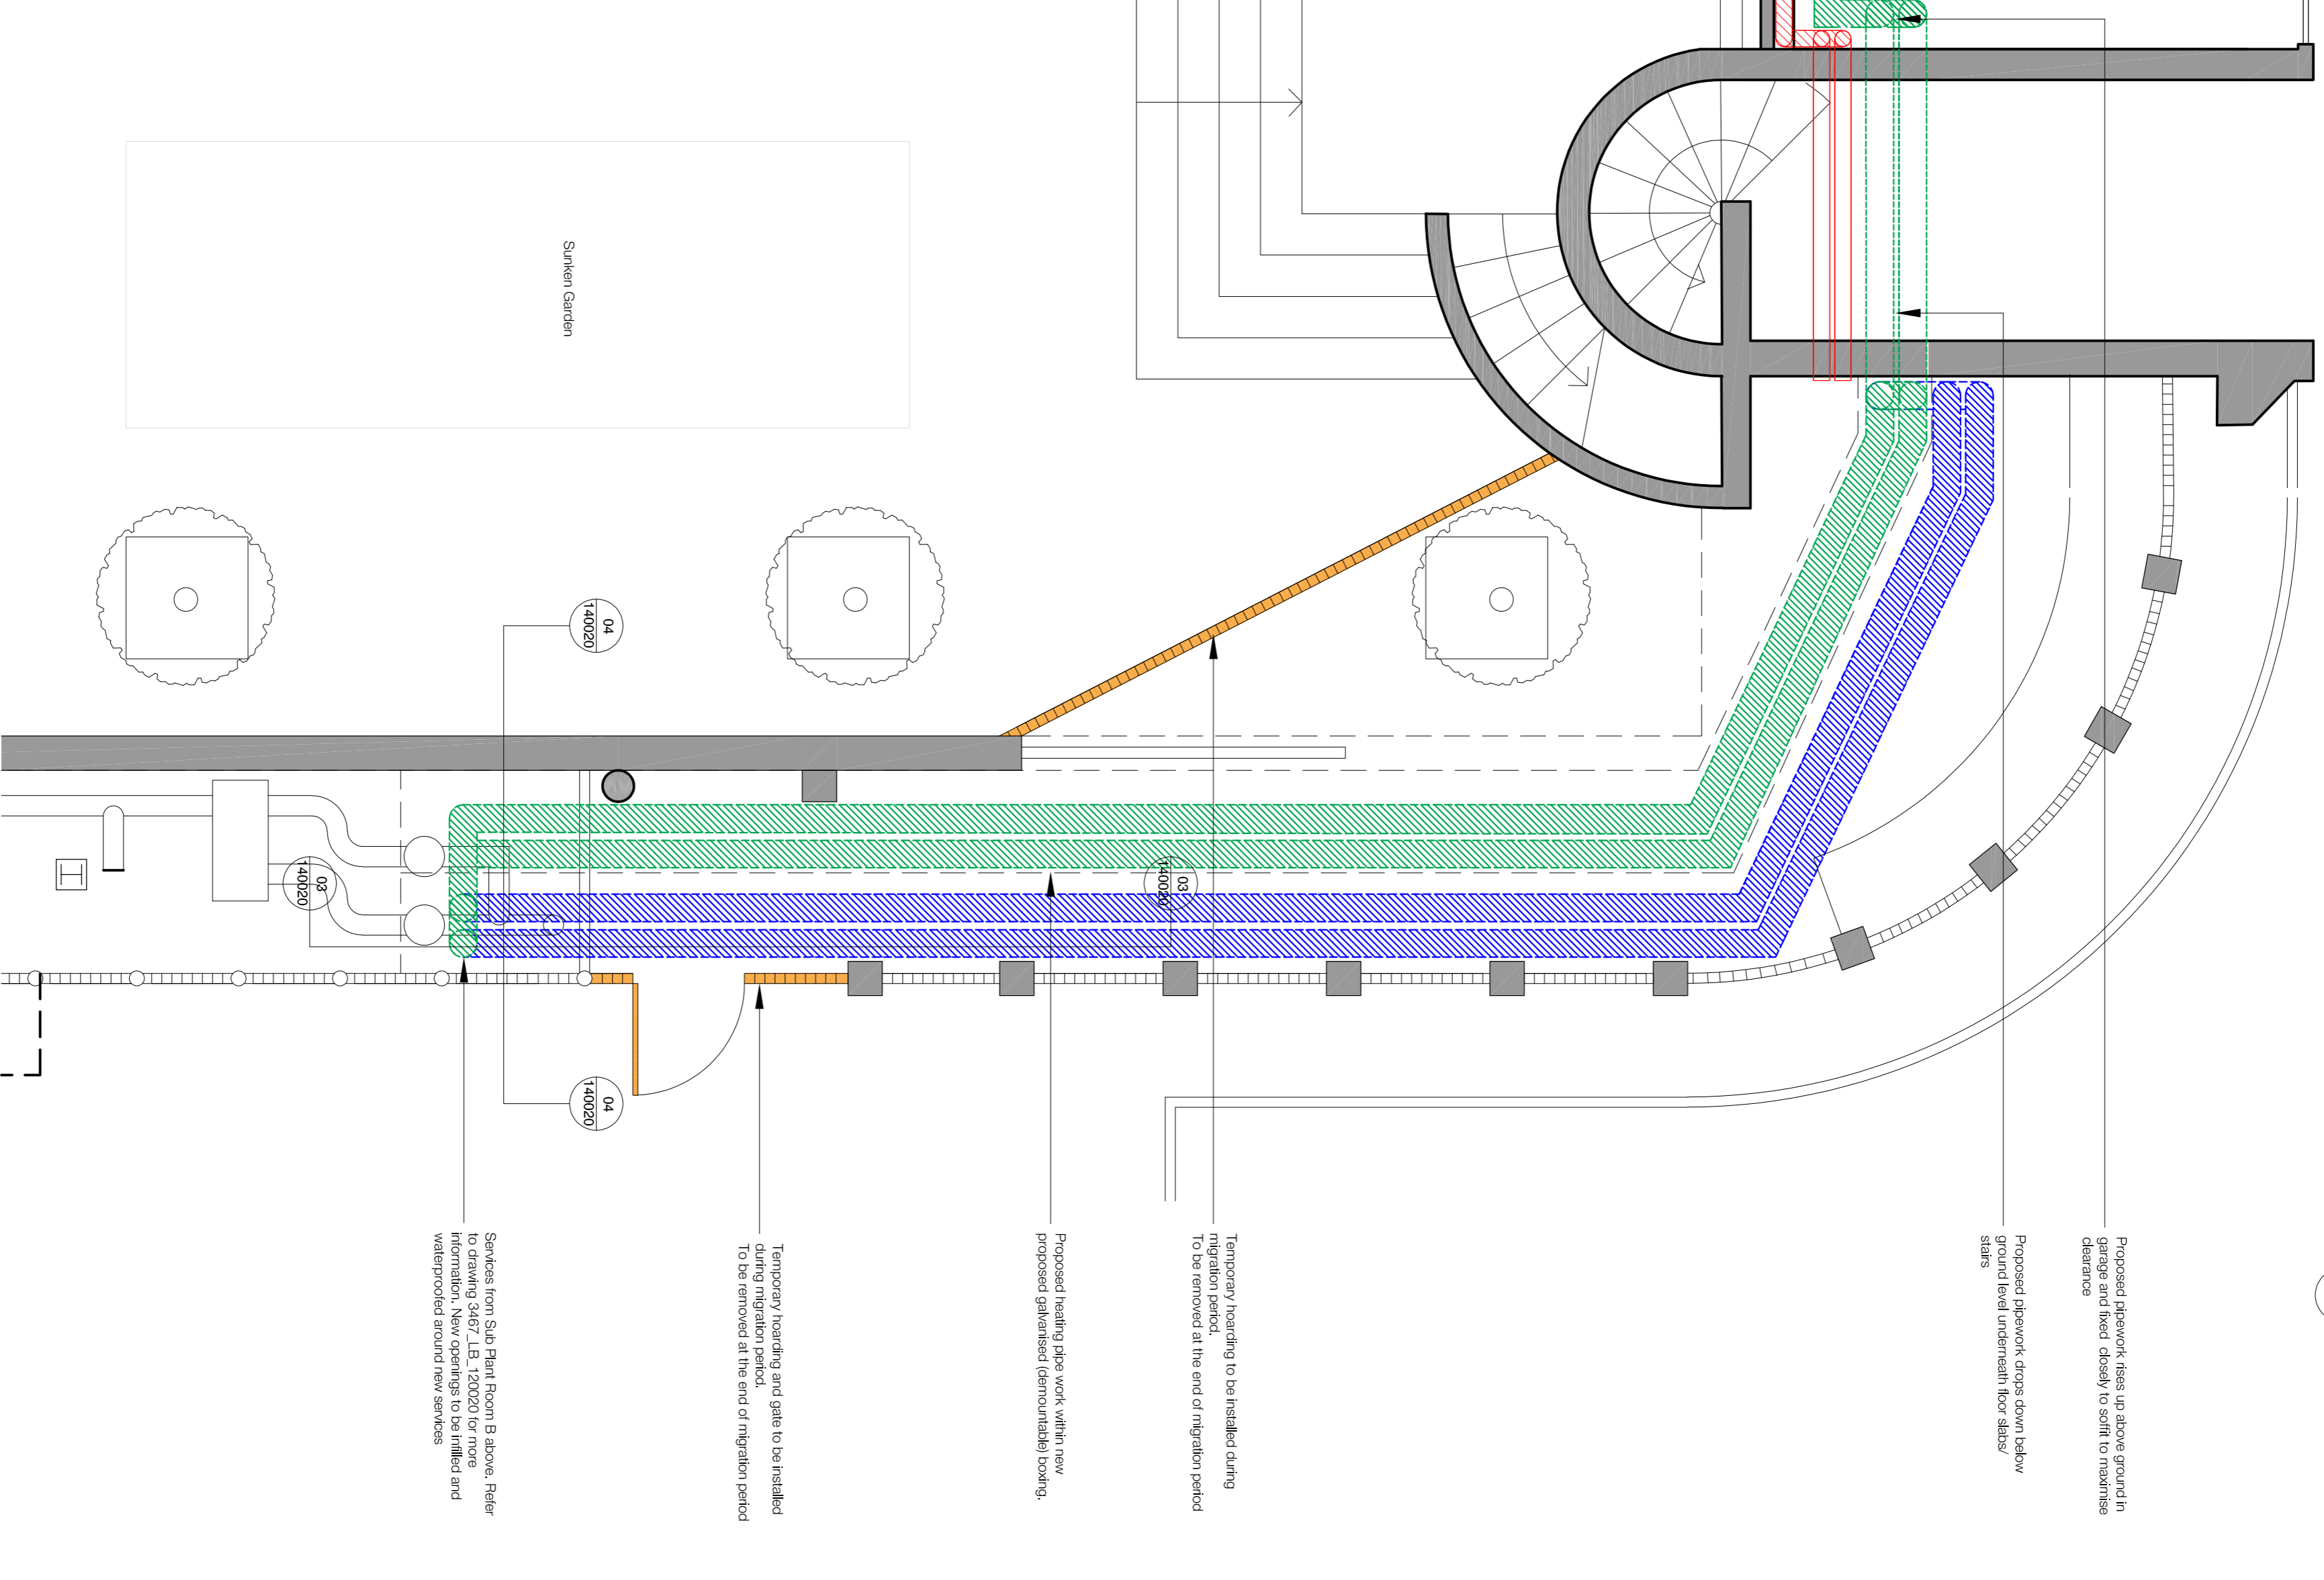 Proposed pipework rises up above ground in
garage and fixed closely to soffit to maximise
clearance
Proposed pipework drops down below
ground level underneath floor slabs/
stairs
Temporary hoarding to be installed during
migration period.
To be removed at the end of migration period
Proposed heating pipe work within new
proposed galvanised (demountable) boxing.
Temporary hoarding and gate to be installed
during migration period.
To be removed at the end of migration period
Services from Sub Plant Room B above. Refer
to drawing 3467_LB_120020 for more
information. New openings to be infilled and
waterproofed around new services
Sunken Garden
04
140020
04
140020
03
140020
03
140020